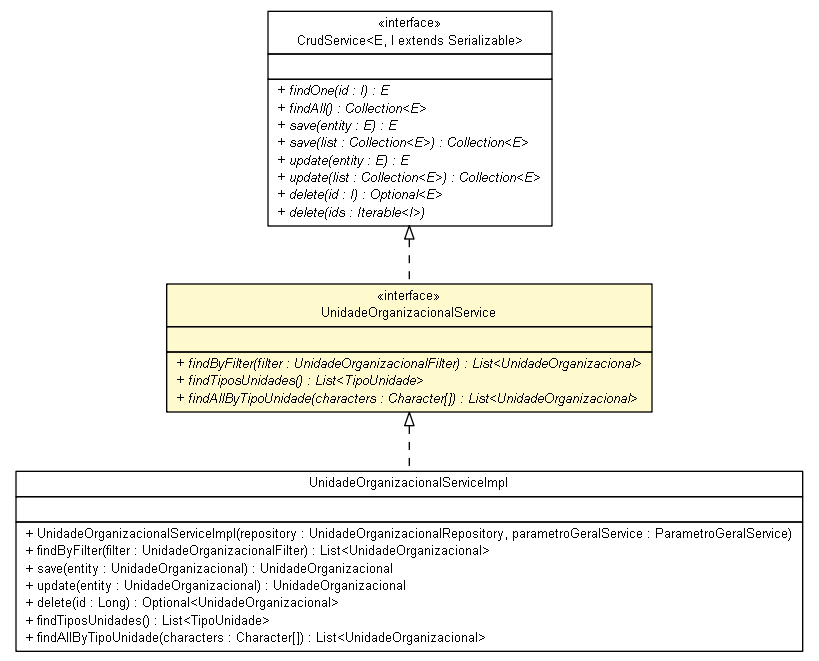 «interface»
CrudService<E, I extends Serializable>
+ findOne(id : I) : E
+ findAll() : Collection<E>
+ save(entity : E) : E
+ save(list : Collection<E>) : Collection<E>
+ update(entity : E) : E
+ update(list : Collection<E>) : Collection<E>
+ delete(id : I) : Optional<E>
+ delete(ids : Iterable<I>)
«interface»
UnidadeOrganizacionalService
+ findByFilter(filter : UnidadeOrganizacionalFilter) : List<UnidadeOrganizacional>
+ findTiposUnidades() : List<TipoUnidade>
+ findAllByTipoUnidade(characters : Character[]) : List<UnidadeOrganizacional>
UnidadeOrganizacionalServiceImpl
+ UnidadeOrganizacionalServiceImpl(repository : UnidadeOrganizacionalRepository, parametroGeralService : ParametroGeralService)
+ findByFilter(filter : UnidadeOrganizacionalFilter) : List<UnidadeOrganizacional>
+ save(entity : UnidadeOrganizacional) : UnidadeOrganizacional
+ update(entity : UnidadeOrganizacional) : UnidadeOrganizacional
+ delete(id : Long) : Optional<UnidadeOrganizacional>
+ findTiposUnidades() : List<TipoUnidade>
+ findAllByTipoUnidade(characters : Character[]) : List<UnidadeOrganizacional>